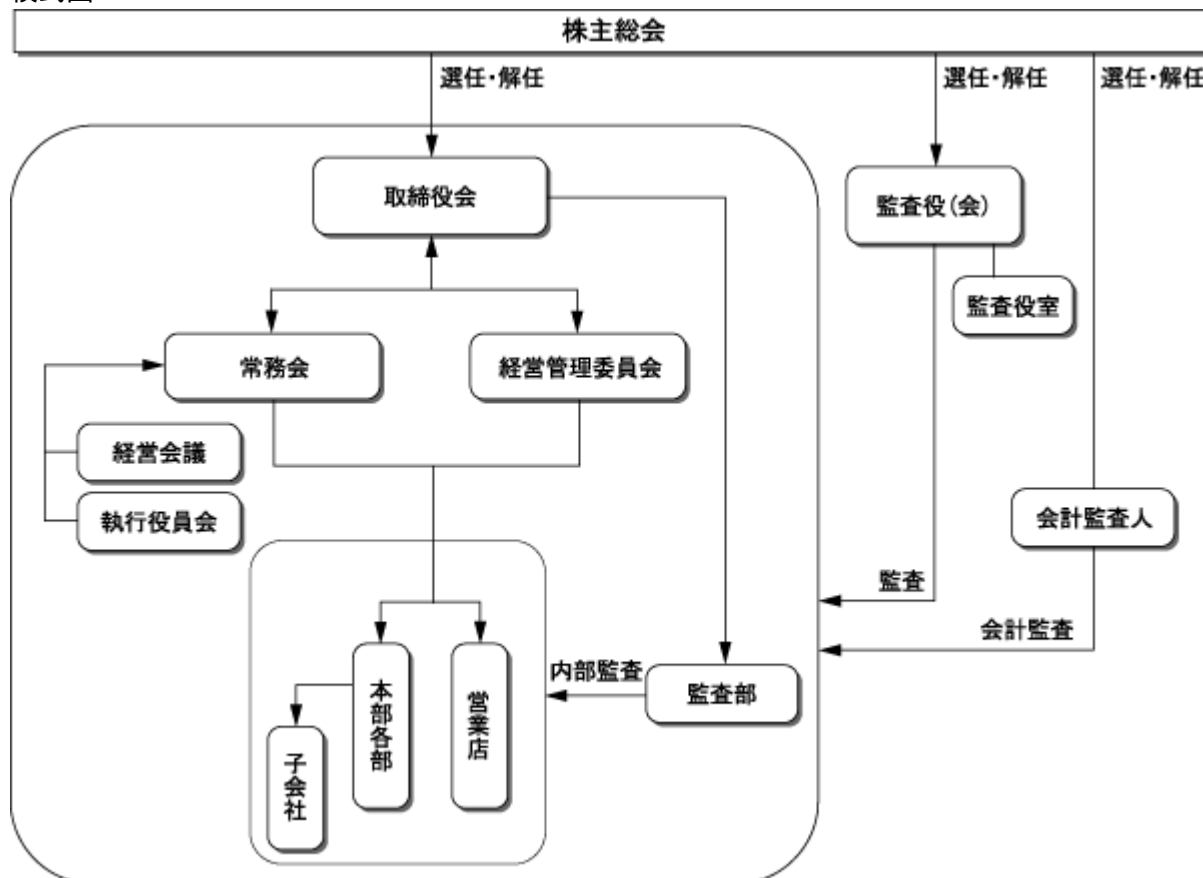 株主総会
選任・解任
選任・解任
選任・解任
取締役会
監査役(会)
監査役室
常務会
経営管理委員会
経営会議
執行役員会
会計監査人
監査
会計監査
内部監査
監査部
本部各部
営業店
子会社